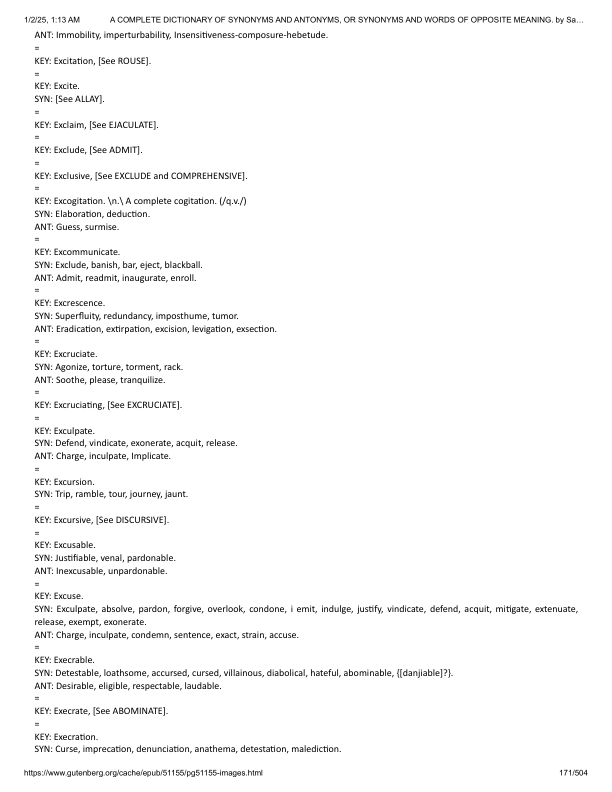 1/2/25, 1:13 AM A COMPLETE DICTIONARY OF SYNONYMS AND ANTONYMS, OR SYNONYMS AND WORDS OF OPPOSITE MEANING. by Sa…
ANT: Immobility, imperturbability, Insensitiveness-composure-hebetude.
=
KEY: Excitation, [See ROUSE].
=
KEY: Excite.
SYN: [See ALLAY].
=
KEY: Exclaim, [See EJACULATE].
=
KEY: Exclude, [See ADMIT].
=
KEY: Exclusive, [See EXCLUDE and COMPREHENSIVE].
=
KEY: Excogitation. \n.\ A complete cogitation. (/q.v./)
SYN: Elaboration, deduction.
ANT: Guess, surmise.
=
KEY: Excommunicate.
SYN: Exclude, banish, bar, eject, blackball.
ANT: Admit, readmit, inaugurate, enroll.
=
KEY: Excrescence.
SYN: Superfluity, redundancy, imposthume, tumor.
ANT: Eradication, extirpation, excision, levigation, exsection.
=
KEY: Excruciate.
SYN: Agonize, torture, torment, rack.
ANT: Soothe, please, tranquilize.
=
KEY: Excruciating, [See EXCRUCIATE].
=
KEY: Exculpate.
SYN: Defend, vindicate, exonerate, acquit, release.
ANT: Charge, inculpate, Implicate.
=
KEY: Excursion.
SYN: Trip, ramble, tour, journey, jaunt.
=
KEY: Excursive, [See DISCURSIVE].
=
KEY: Excusable.
SYN: Justifiable, venal, pardonable.
ANT: Inexcusable, unpardonable.
=
KEY: Excuse.
SYN: Exculpate, absolve, pardon, forgive, overlook, condone, i emit, indulge, justify, vindicate, defend, acquit, mitigate, extenuate,
release, exempt, exonerate.
ANT: Charge, inculpate, condemn, sentence, exact, strain, accuse.
=
KEY: Execrable.
SYN: Detestable, loathsome, accursed, cursed, villainous, diabolical, hateful, abominable, {[danjiable]?}.
ANT: Desirable, eligible, respectable, laudable.
=
KEY: Execrate, [See ABOMINATE].
=
KEY: Execration.
SYN: Curse, imprecation, denunciation, anathema, detestation, malediction.
https://www.gutenberg.org/cache/epub/51155/pg51155-images.html 171/504